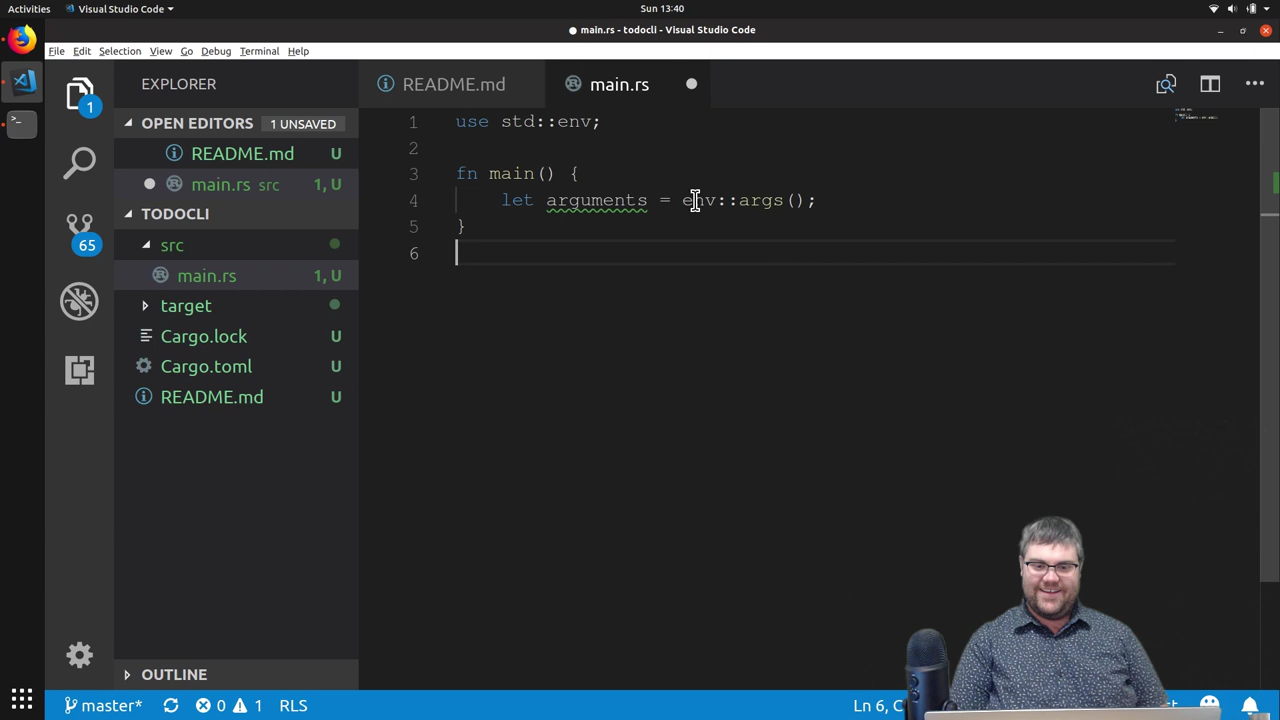 Activities Visual Studio Code Sun 13:40
main.rs - todocli - Visual Studio Code
File Edit Selection View Go Debug Terminal Help
EXPLORER README.md main.rs
1
OPEN EDITORS 1 UNSAVED
README.md U
main.rs src 1, U
TODOCLI
src
main.rs 1, U
target
Cargo.lock U
Cargo.toml U
README.md U
65
1 use std::env;
2
3 fn main() {
4 let arguments = env::args();
5 }
6
OUTLINE
master* 0 1 RLS Ln 6, C